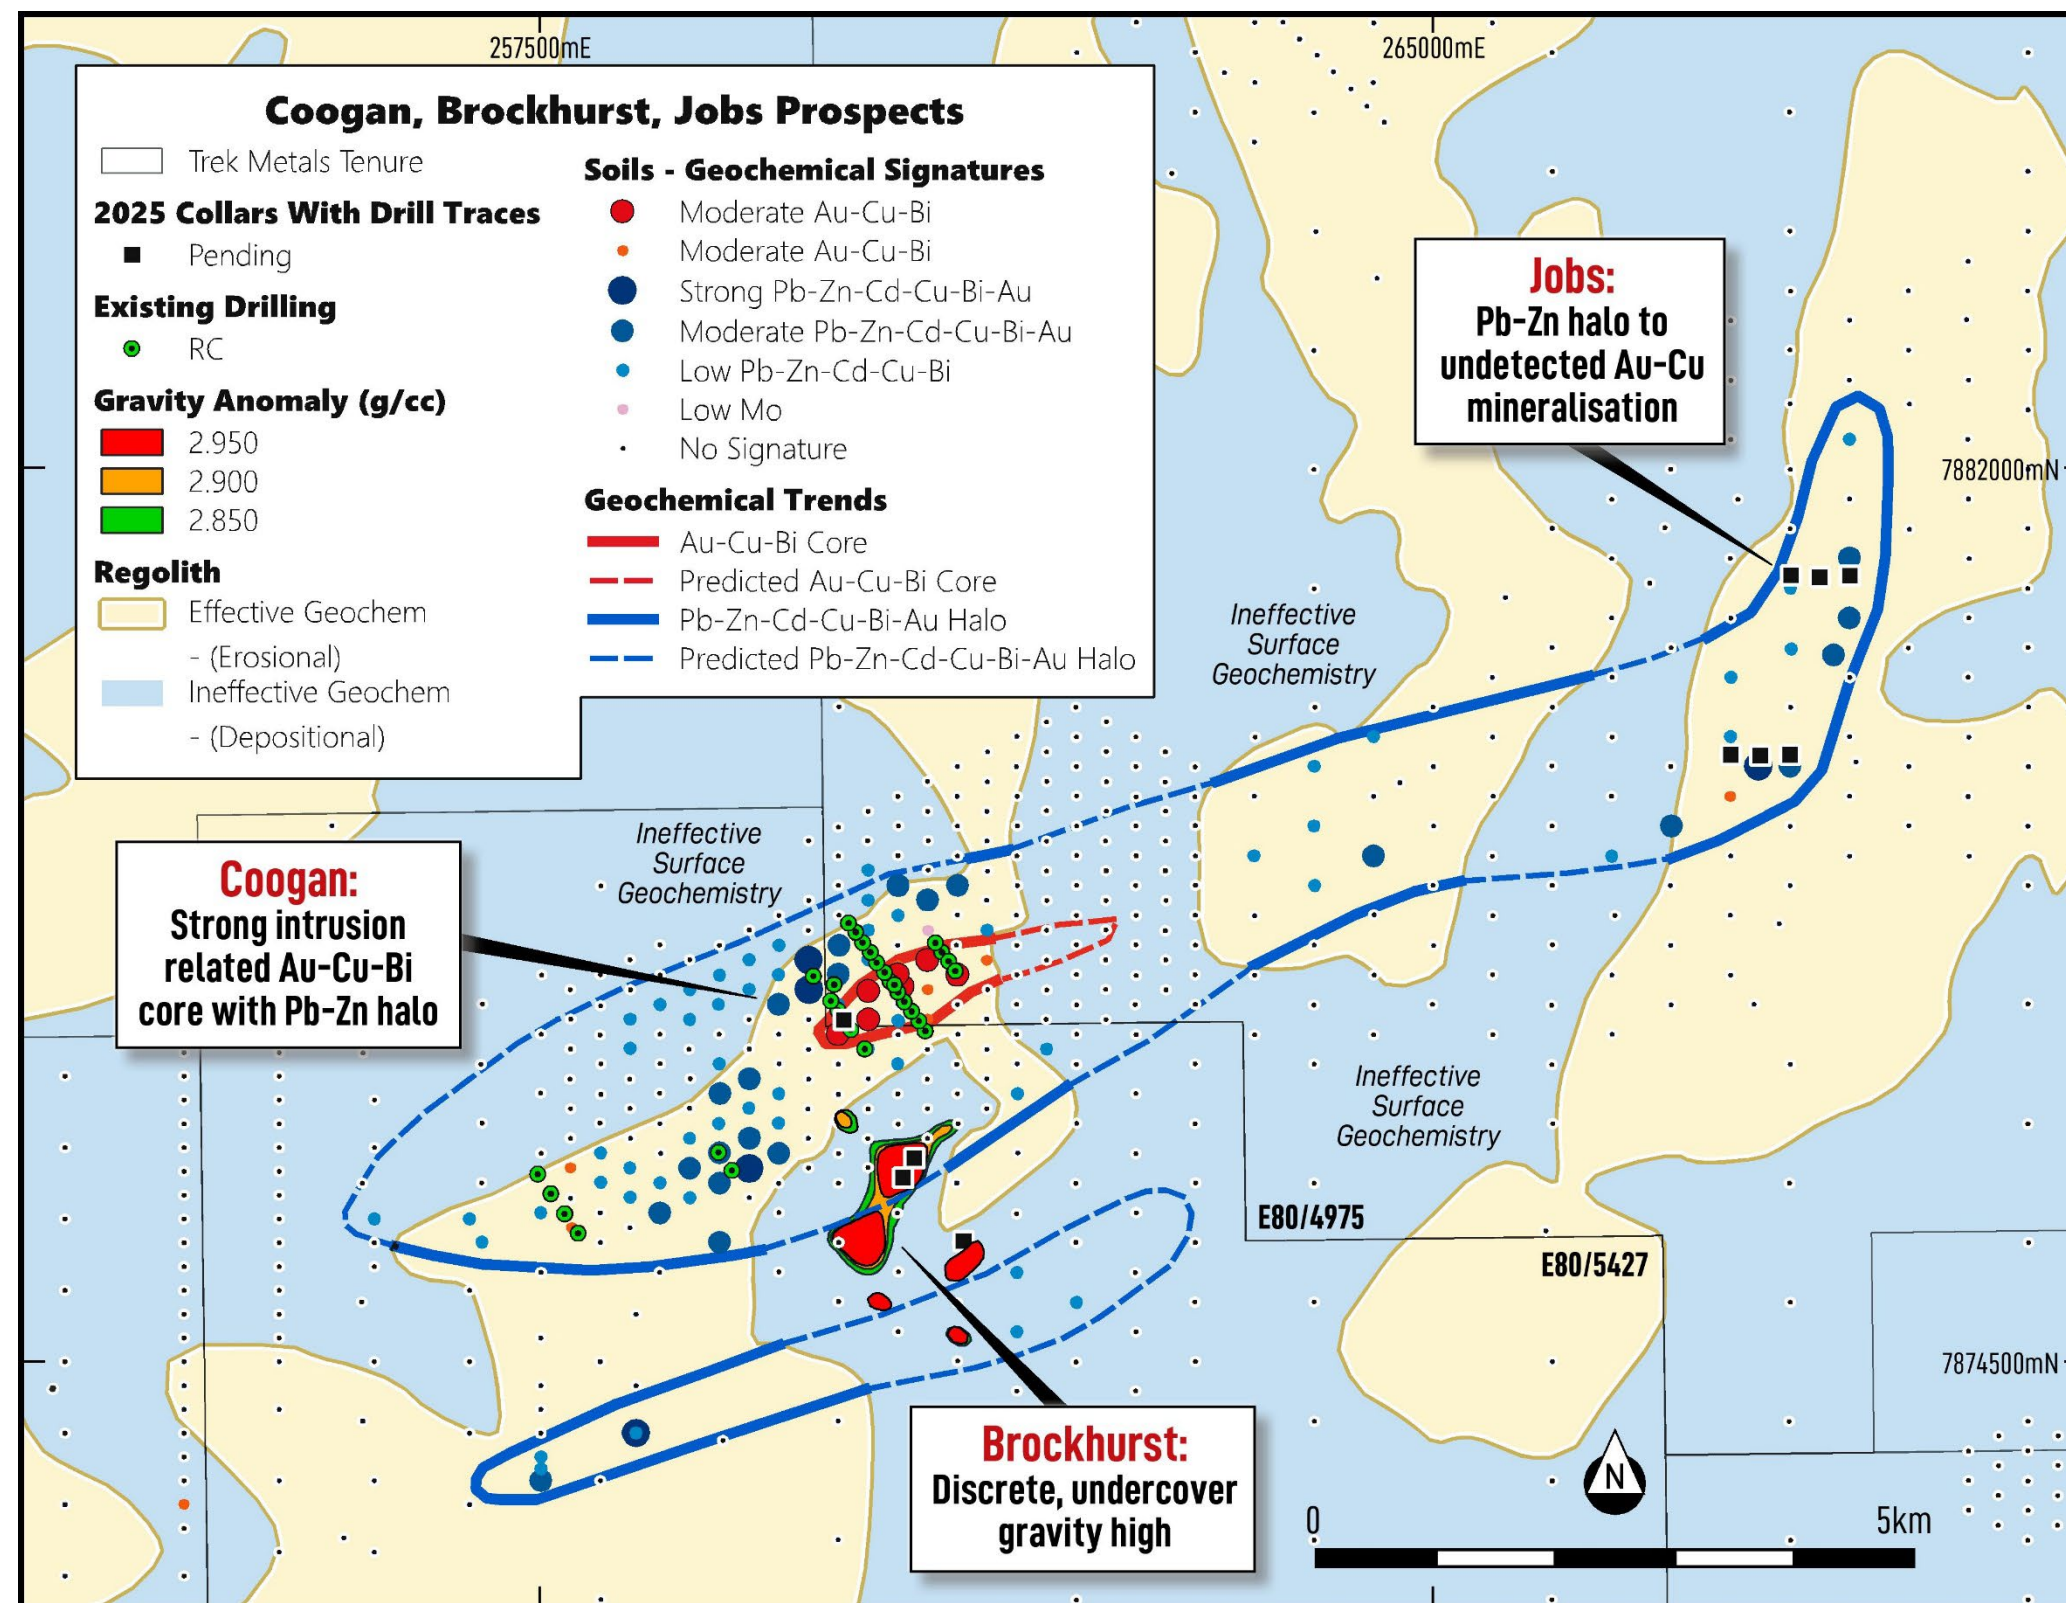 257500mE
265000mE
Coogan, Brockhurst, Jobs Prospects
Trek Metals Tenure
2025 Collars With Drill Traces
Pending
Existing Drilling
RC
Gravity Anomaly (g/cc)
2.950
2.900
2.850
Regolith
Effective Geochem
- (Erosional)
Ineffective Geochem
- (Depositional)
Soils - Geochemical Signatures
Moderate Au-Cu-Bi
Moderate Au-Cu-Bi
Strong Pb-Zn-Cd-Cu-Bi-Au
Moderate Pb-Zn-Cd-Cu-Bi-Au
Low Pb-Zn-Cd-Cu-Bi
Low Mo
No Signature
Geochemical Trends
Au-Cu-Bi Core
Predicted Au-Cu-Bi Core
Pb-Zn-Cd-Cu-Bi-Au Halo
Predicted Pb-Zn-Cd-Cu-Bi-Au Halo
Jobs:
Pb-Zn halo to
undetected Au-Cu
mineralisation
7882000mN
Ineffective
Surface
Geochemistry
Ineffective
Surface
Geochemistry
Coogan:
Strong intrusion
related Au-Cu-Bi
core with Pb-Zn halo
Ineffective
Surface
Geochemistry
E80/4975
E80/5427
7874500mN
Brockhurst:
Discrete, undercover
gravity high
N
0
5km